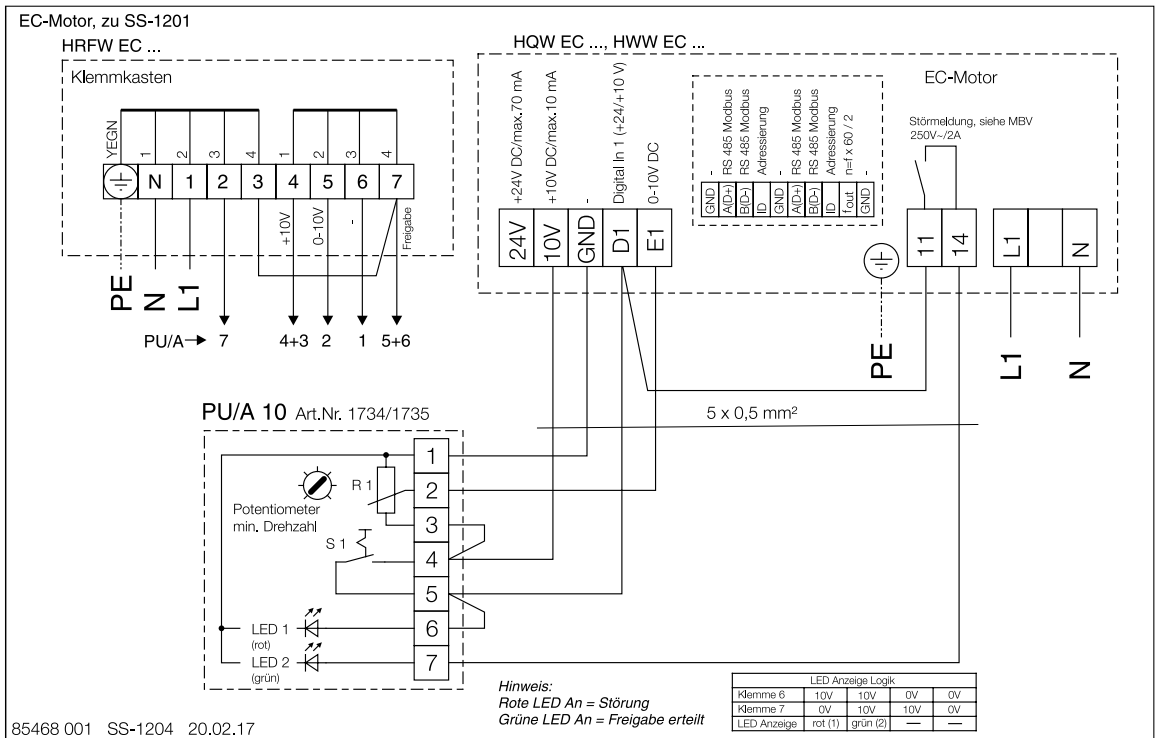 EC-Motor, zu SS-1201
HRFW EC ...
Klemmkasten
YEGN
1
2
3
4
1
2
3
4
N
1
2
3
4
5
6
7
+10V
0-10V
-
Freigabe
PE
N
L1
PU/A
7
4+3
2
1
5+6
HQW EC ..., HWW EC ...
+24V DC/max.70 mA
+10V DC/max.10 mA
-
Digital In 1 (+24/+10 V)
0-10V DC
24V
10V
GND
D1
E1
-
RS 485 Modbus
RS 485 Modbus
Adressierung
-
RS 485 Modbus
RS 485 Modbus
Adressierung
n=f x 60 / 2
-
GND
A(D+)
B(D-)
ID
GND
A(D+)
B(D-)
ID
f out
GND
EC-Motor
Störmeldung, siehe MBV
250V~/2A
11
14
L1
N
PE
L1
N
5 x 0,5 mm²
PU/A 10 Art.Nr. 1734/1735
Potentiometer
min. Drehzahl
R 1
S 1
1
2
3
4
5
6
7
LED 1
(rot)
LED 2
(grün)
Hinweis:
Rote LED An = Störung
Grüne LED An = Freigabe erteilt
LED Anzeige Logik
Klemme 6 10V 10V 0V 0V
Klemme 7 0V 10V 10V 0V
LED Anzeige rot (1) grün (2) — —
85468 001 SS-1204 20.02.17